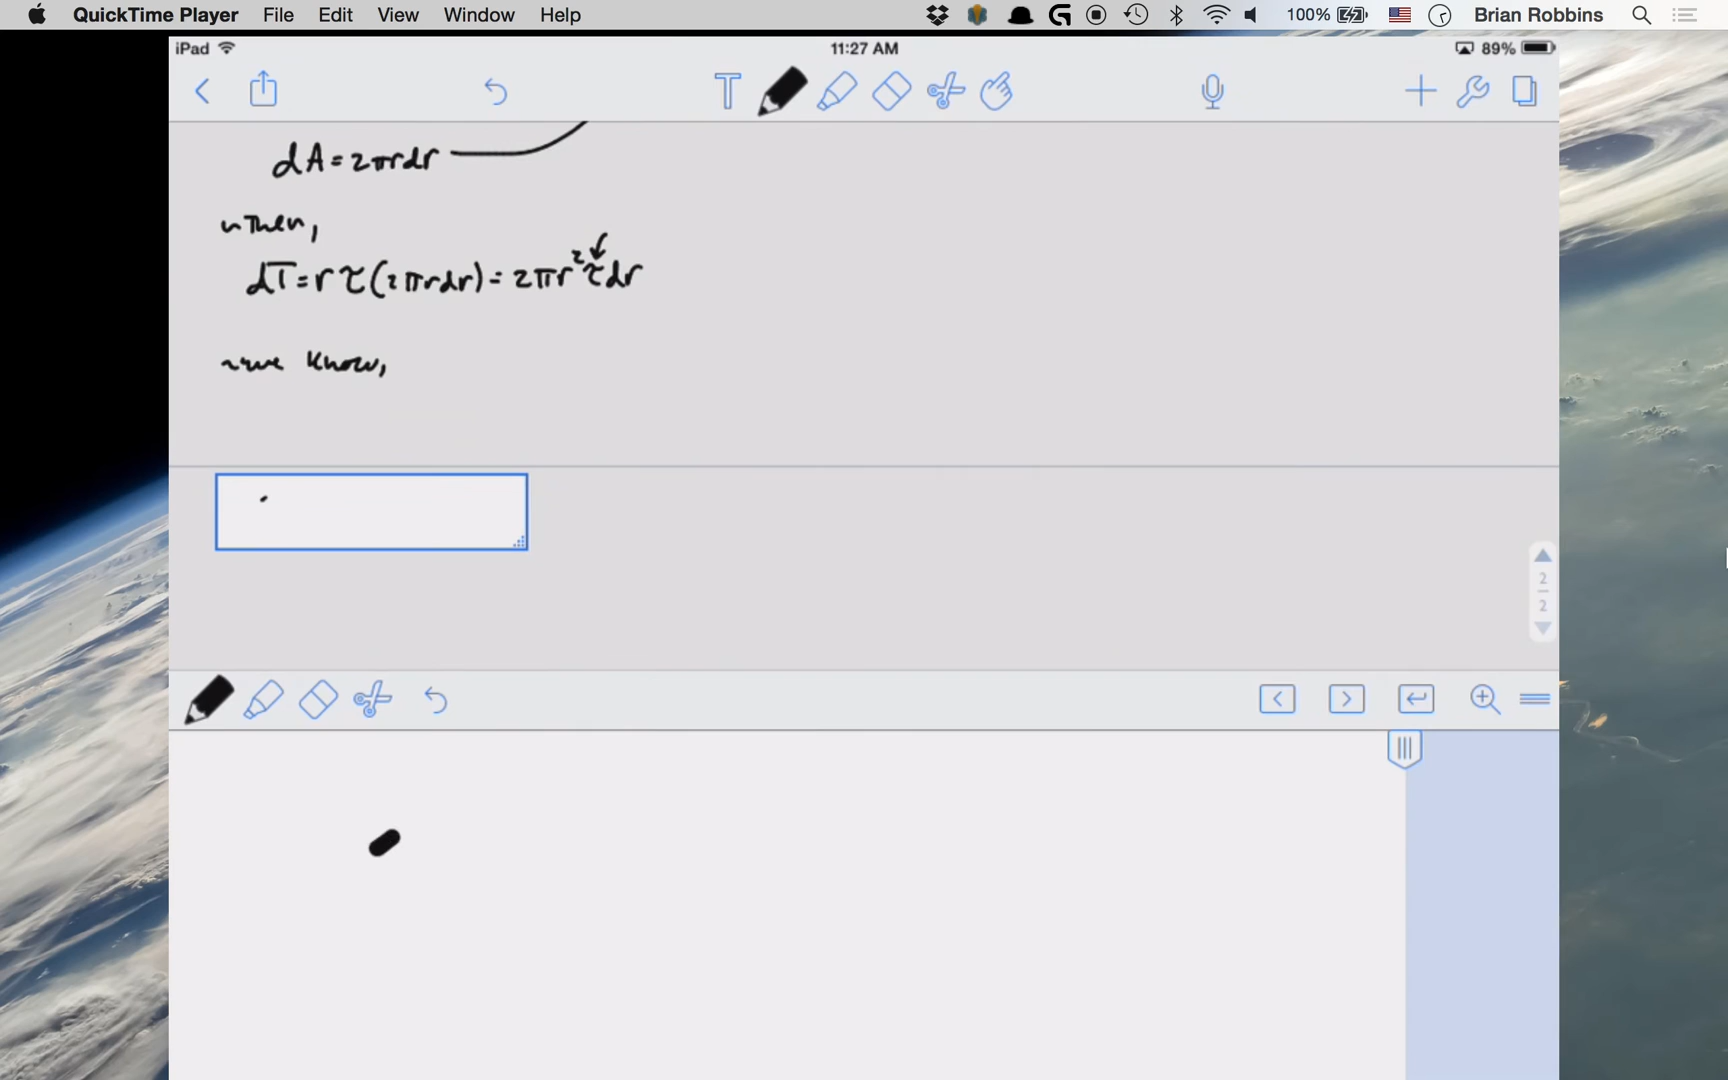 QuickTime Player File Edit View Window Help 100% Brian Robbins
iPad 11:27 AM 89%
T
dA = 2πrdr
Then,
dT = rτ(2πrdr) = 2πr²τdr
we know,
2
2